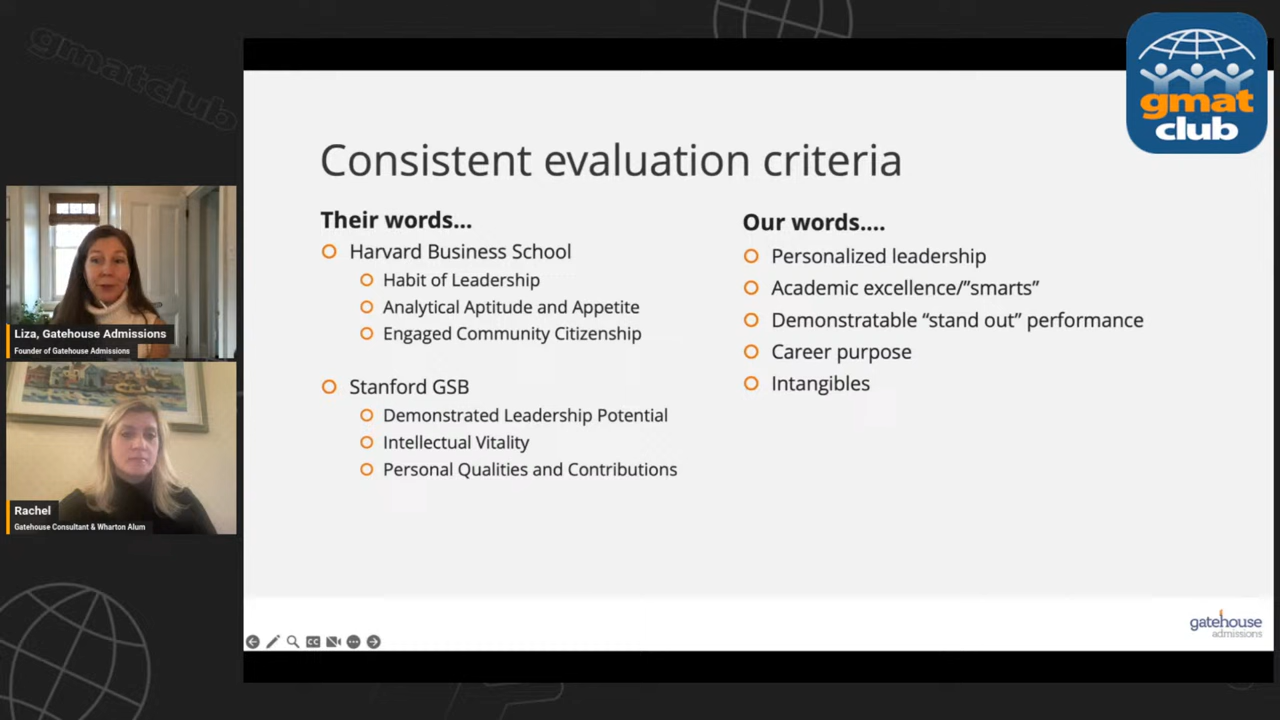 gmatclub
gmat
club
Consistent evaluation criteria
Their words...
Harvard Business School
Habit of Leadership
Analytical Aptitude and Appetite
Engaged Community Citizenship
Stanford GSB
Demonstrated Leadership Potential
Intellectual Vitality
Personal Qualities and Contributions
Our words....
Personalized leadership
Academic excellence/”smarts”
Demonstratable “stand out” performance
Career purpose
Intangibles
Liza, Gatehouse Admissions
Founder of Gatehouse Admissions
Rachel
Gatehouse Consultant & Wharton Alum
CC
gatehouse
admissions